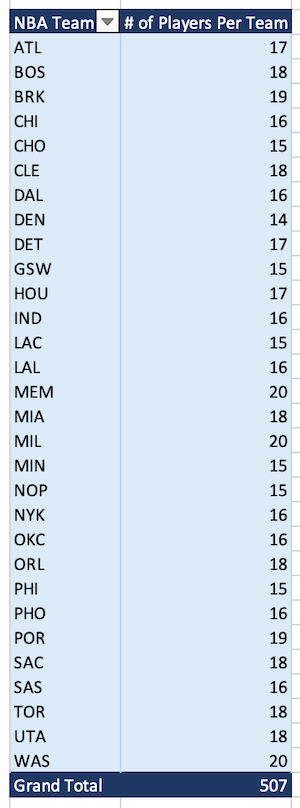 NBA Team # of Players Per Team
ATL 17
BOS 18
BRK 19
CHI 16
CHO 15
CLE 18
DAL 16
DEN 14
DET 17
GSW 15
HOU 17
IND 16
LAC 15
LAL 16
MEM 20
MIA 18
MIL 20
MIN 15
NOP 15
NYK 16
OKC 16
ORL 18
PHI 15
PHO 16
POR 19
SAC 18
SAS 16
TOR 18
UTA 18
WAS 20
Grand Total 507